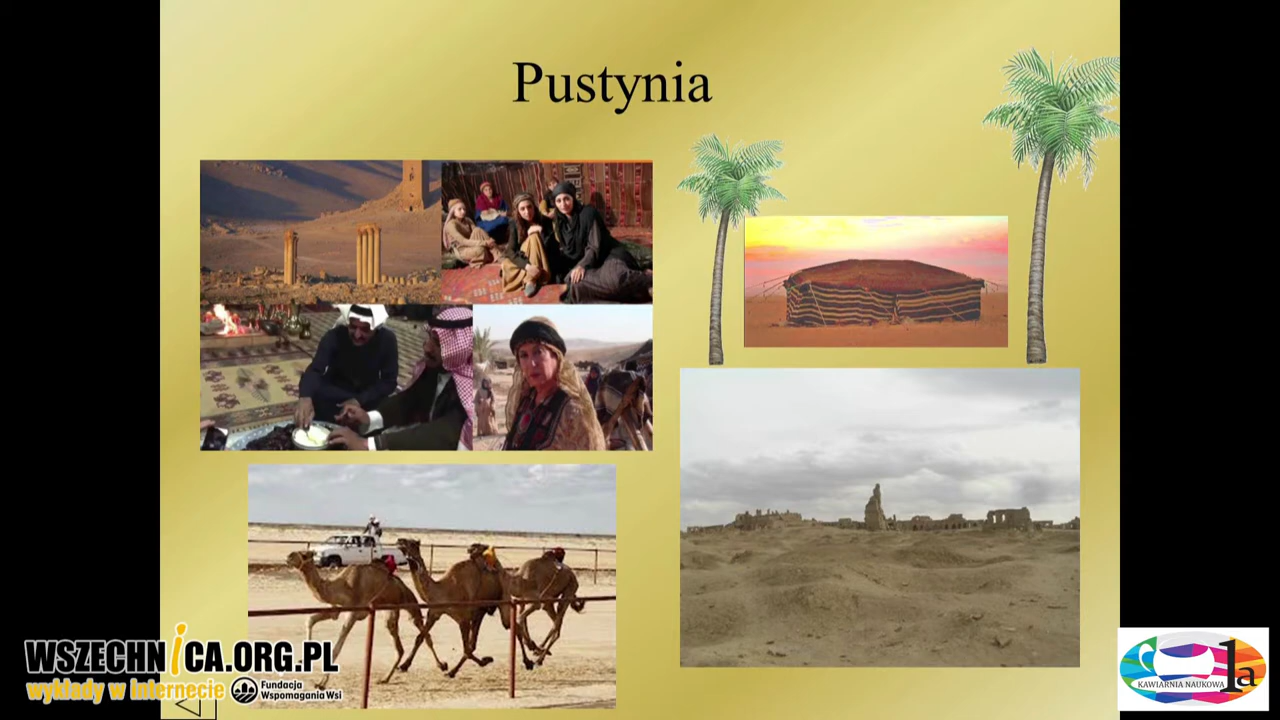 Pustynia
WSZECHNICA.ORG.PL
wykłady w internecie
Fundacja
Wspomagania Wsi
KAWIARNIA NAUKOWA
1a